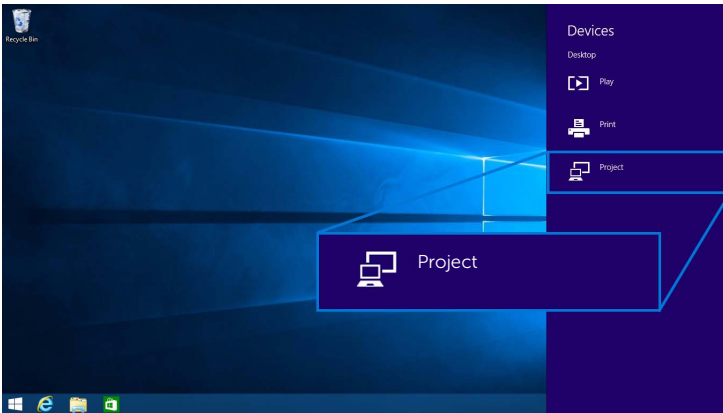 Recycle Bin
Devices
Desktop
Play
Print
Project
Project